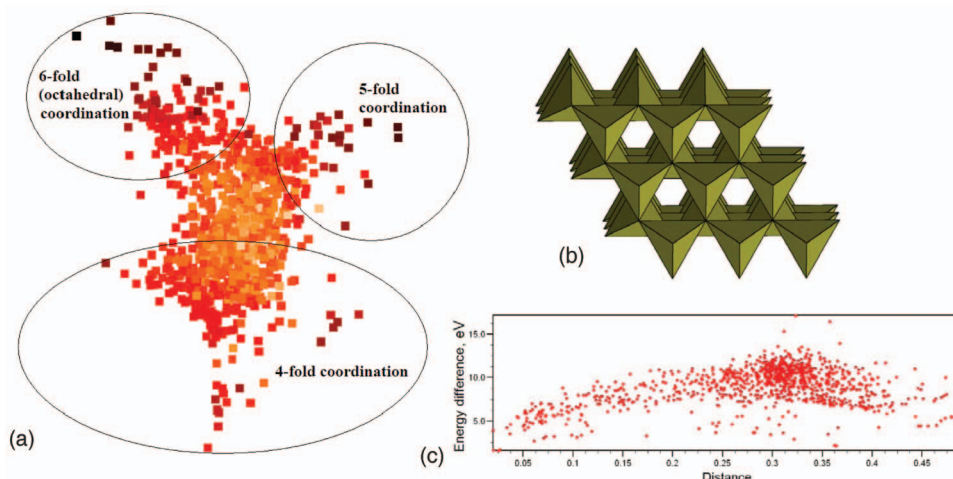 6-fold
(octahedral)
coordination
5-fold
coordination
4-fold coordination
(a)
(b)
(c)
Energy difference, eV
15.0
10.0
5.0
0.05
0.1
0.15
0.2
0.25
0.3
0.35
0.4
0.45
Distance